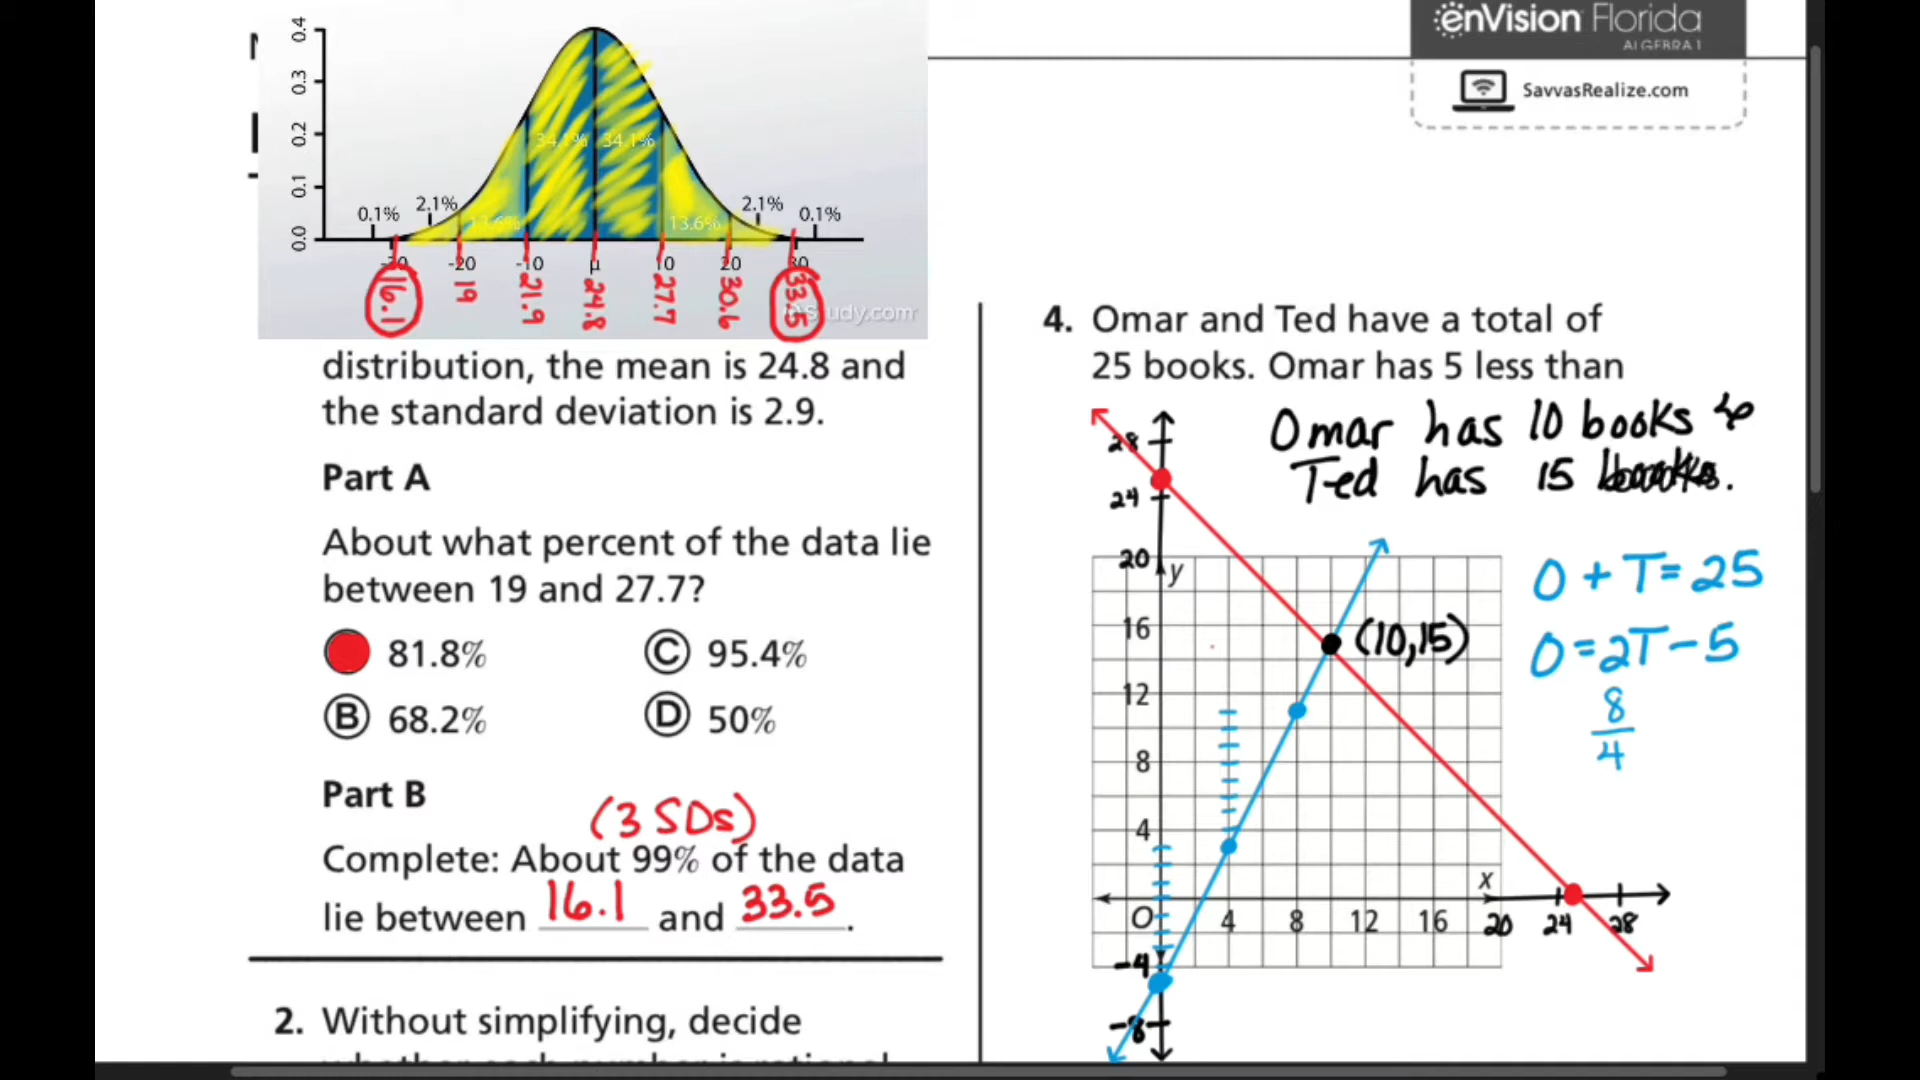 enVision Florida
ALGEBRA 1
SavvasRealize.com
0.4
0.3
0.2
0.1
0.0
34.1% 34.1%
0.1% 2.1% 13.6% 13.6% 2.1% 0.1%
-20 -10 μ 10 20 30
16.1 19 21.9 24.8 27.7 30.6 33.5
distribution, the mean is 24.8 and
the standard deviation is 2.9.
Part A
About what percent of the data lie
between 19 and 27.7?
81.8% C 95.4%
B 68.2% D 50%
Part B
(3 SDs)
Complete: About 99% of the data
lie between 16.1 and 33.5.
2. Without simplifying, decide
4. Omar and Ted have a total of
25 books. Omar has 5 less than
Omar has 10 books &
Ted has 15 books.
28
24
20
y
16
12
8
4
(10,15)
O + T = 25
O = 2T - 5
8
4
x
O 4 8 12 16 20 24 28
-4
-8